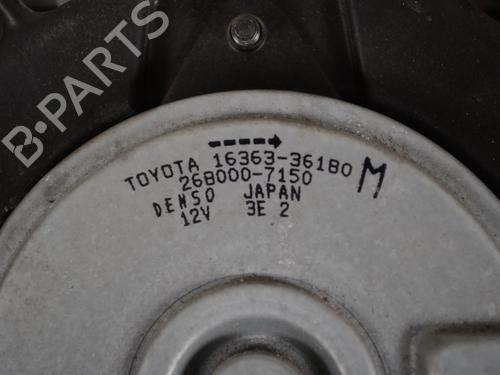 TOYOTA 16363-36180 M
268000-7150
DENSO JAPAN
12V 3E 2
B-Parts